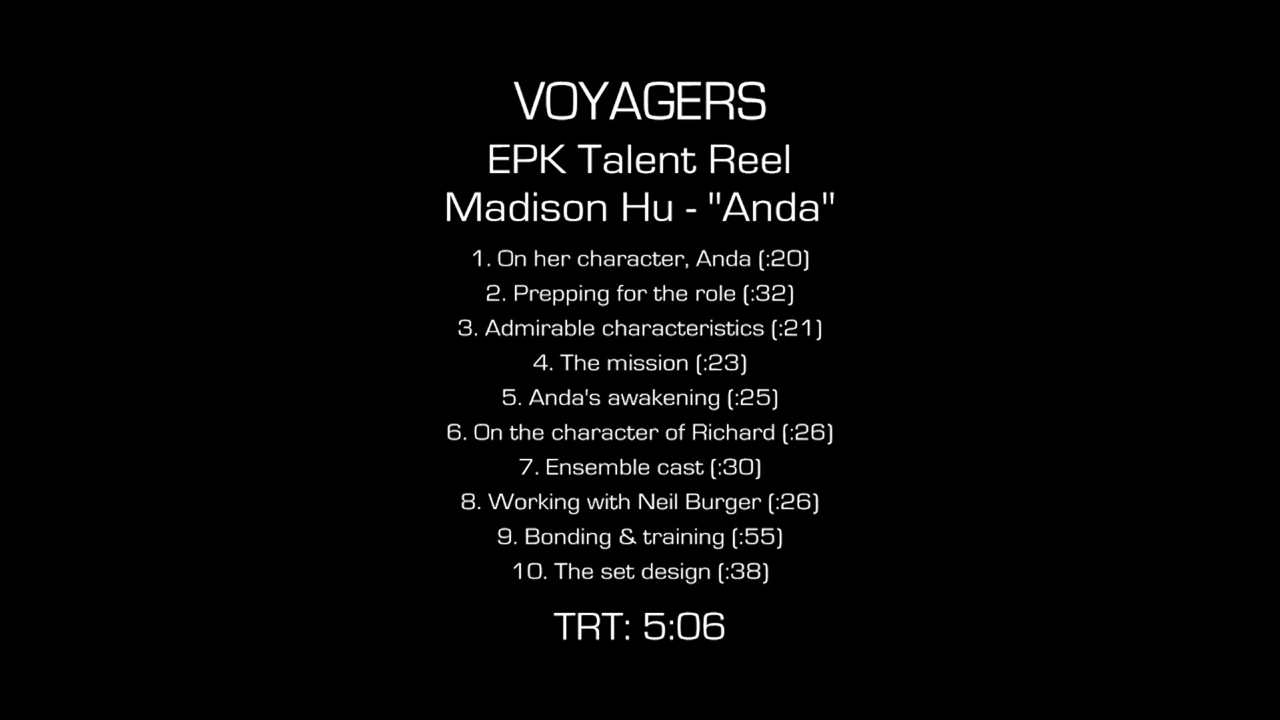 VOYAGERS
EPK Talent Reel
Madison Hu - "Anda"
1. On her character, Anda (:20)
2. Prepping for the role (:32)
3. Admirable characteristics (:21)
4. The mission (:23)
5. Anda's awakening (:25)
6. On the character of Richard (:26)
7. Ensemble cast (:30)
8. Working with Neil Burger (:26)
9. Bonding & training (:55)
10. The set design (:38)
TRT: 5:06